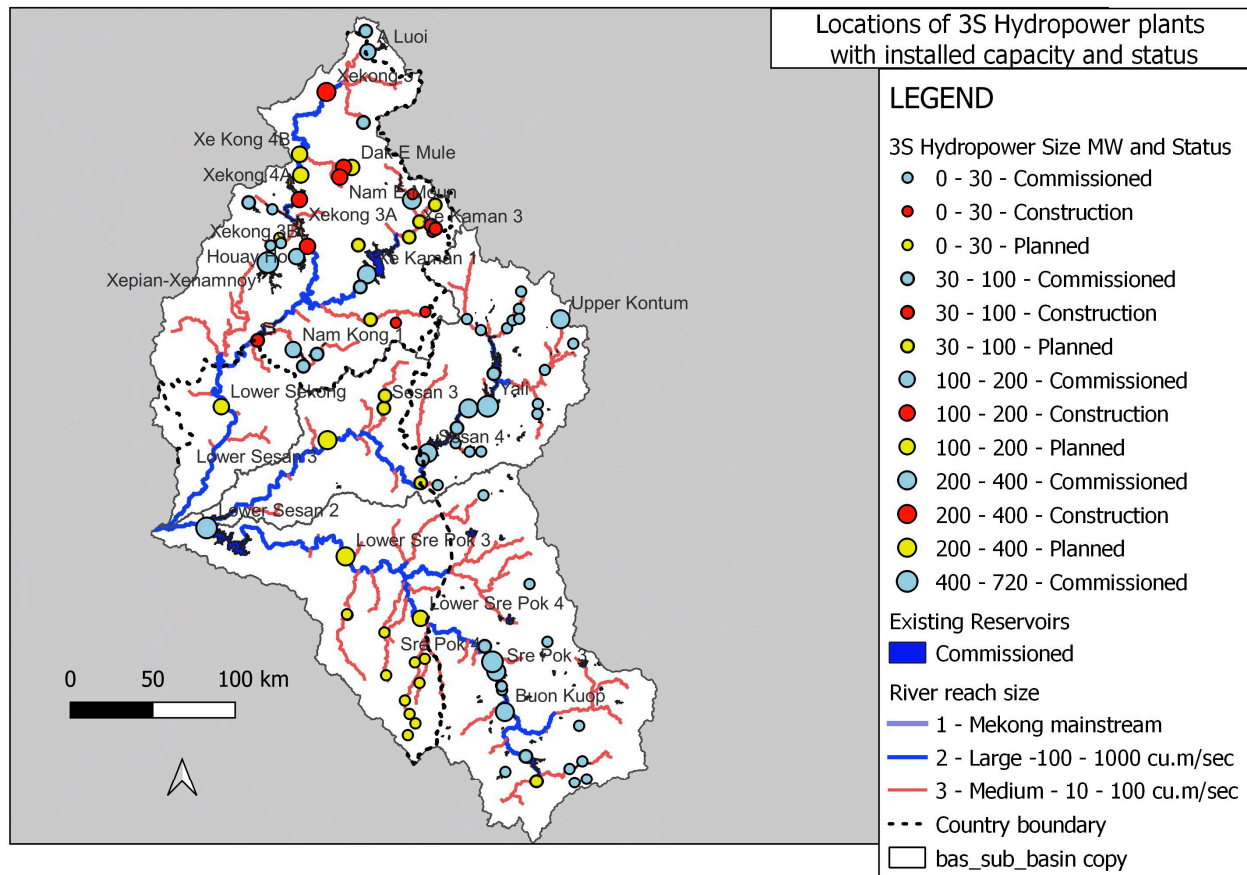 Locations of 3S Hydropower plants
with installed capacity and status
A Luoi
Xekong 5
Xe Kong 4B
Dak E Mule
Xekong 4A
Nam E Moun
Xekong 3A
Xe Kaman 3
Xekong 3B
Houay Ho
Xe Kaman 1
Xepian-Xenamnoy
Upper Kontum
Nam Kong 1
Lower Sekong
Sesan 3
Yali
Sesan 4
Lower Sesan 3
Lower Sesan 2
Lower Sre Pok 3
Lower Sre Pok 4
Sre Pok 4
Sre Pok 3
Buon Kuop
0 50 100 km
LEGEND
3S Hydropower Size MW and Status
0 - 30 - Commissioned
0 - 30 - Construction
0 - 30 - Planned
30 - 100 - Commissioned
30 - 100 - Construction
30 - 100 - Planned
100 - 200 - Commissioned
100 - 200 - Construction
100 - 200 - Planned
200 - 400 - Commissioned
200 - 400 - Construction
200 - 400 - Planned
400 - 720 - Commissioned
Existing Reservoirs
Commissioned
River reach size
1 - Mekong mainstream
2 - Large -100 - 1000 cu.m/sec
3 - Medium - 10 - 100 cu.m/sec
Country boundary
bas_sub_basin copy